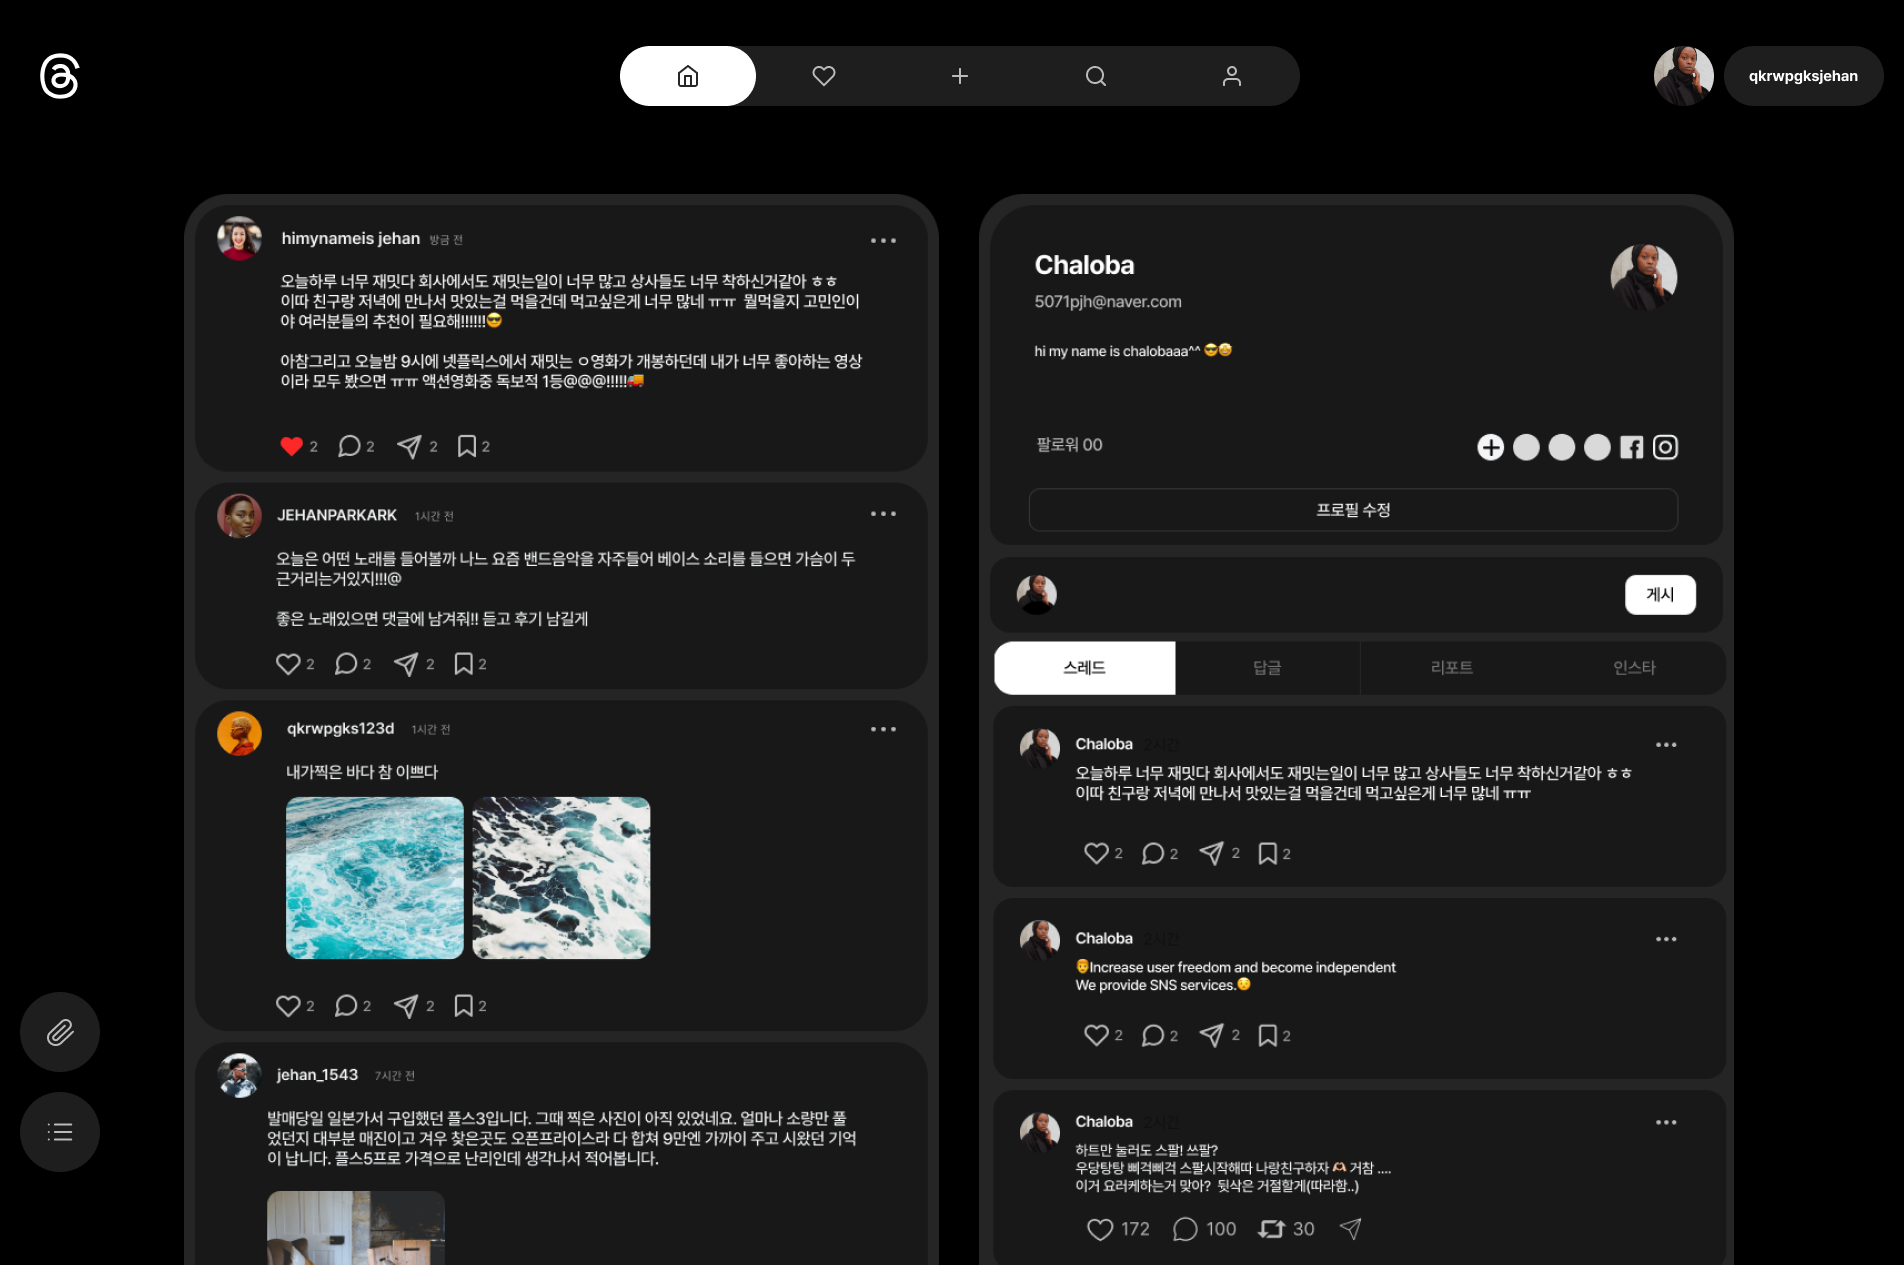 qkrwpgksjehan
himynameis jehan 방금 전
오늘하루 너무 재밋다 회사에서도 재밋는일이 너무 많고 상사들도 너무 착하신거같아 ㅎㅎ
이따 친구랑 저녁에 만나서 맛있는걸 먹을건데 먹고싶은게 너무 많네 ㅠㅠ 뭘먹을지 고민인이
야 여러분들의 추천이 필요해!!!!!!😎
아참그리고 오늘밤 9시에 넷플릭스에서 재밋는 ㅇ영화가 개봉하던데 내가 너무 좋아하는 영상
이라 모두 봤으면 ㅠㅠ 액션영화중 독보적 1등@@@!!!!!🚚
2 2 2 2
JEHANPARKARK 1시간 전
오늘은 어떤 노래를 들어볼까 나느 요즘 밴드음악을 자주들어 베이스 소리를 들으면 가슴이 두
근거리는거있지!!!@
좋은 노래있으면 댓글에 남겨줘!! 듣고 후기 남길게
2 2 2 2
qkrwpgks123d 1시간 전
내가찍은 바다 참 이쁘다
2 2 2 2
jehan_1543 7시간 전
발매당일 일본가서 구입했던 플스3입니다. 그때 찍은 사진이 아직 있었네요. 얼마나 소량만 풀
었던지 대부분 매진이고 겨우 찾은곳도 오픈프라이스라 다 합쳐 9만엔 가까이 주고 시왔던 기억
이 납니다. 플스5프로 가격으로 난리인데 생각나서 적어봅니다.
Chaloba
5071pjh@naver.com
hi my name is chalobaaa^^ 😎🤩
팔로워 00
프로필 수정
게시
스레드 답글 리포트 인스타
Chaloba 2시간
오늘하루 너무 재밋다 회사에서도 재밋는일이 너무 많고 상사들도 너무 착하신거같아 ㅎㅎ
이따 친구랑 저녁에 만나서 맛있는걸 먹을건데 먹고싶은게 너무 많네 ㅠㅠ
2 2 2 2
Chaloba 2시간
Increase user freedom and become independent
We provide SNS services.
2 2 2 2
Chaloba 2시간
하트만 눌러도 스팔! 쓰팔?
우당탕탕 삐걱삐걱 스팔시작해따 나랑친구하자 🫶🏻 거참 ....
이거 요러케하는거 맞아? 뒷삭은 거절할게(따라함..)
172 100 30